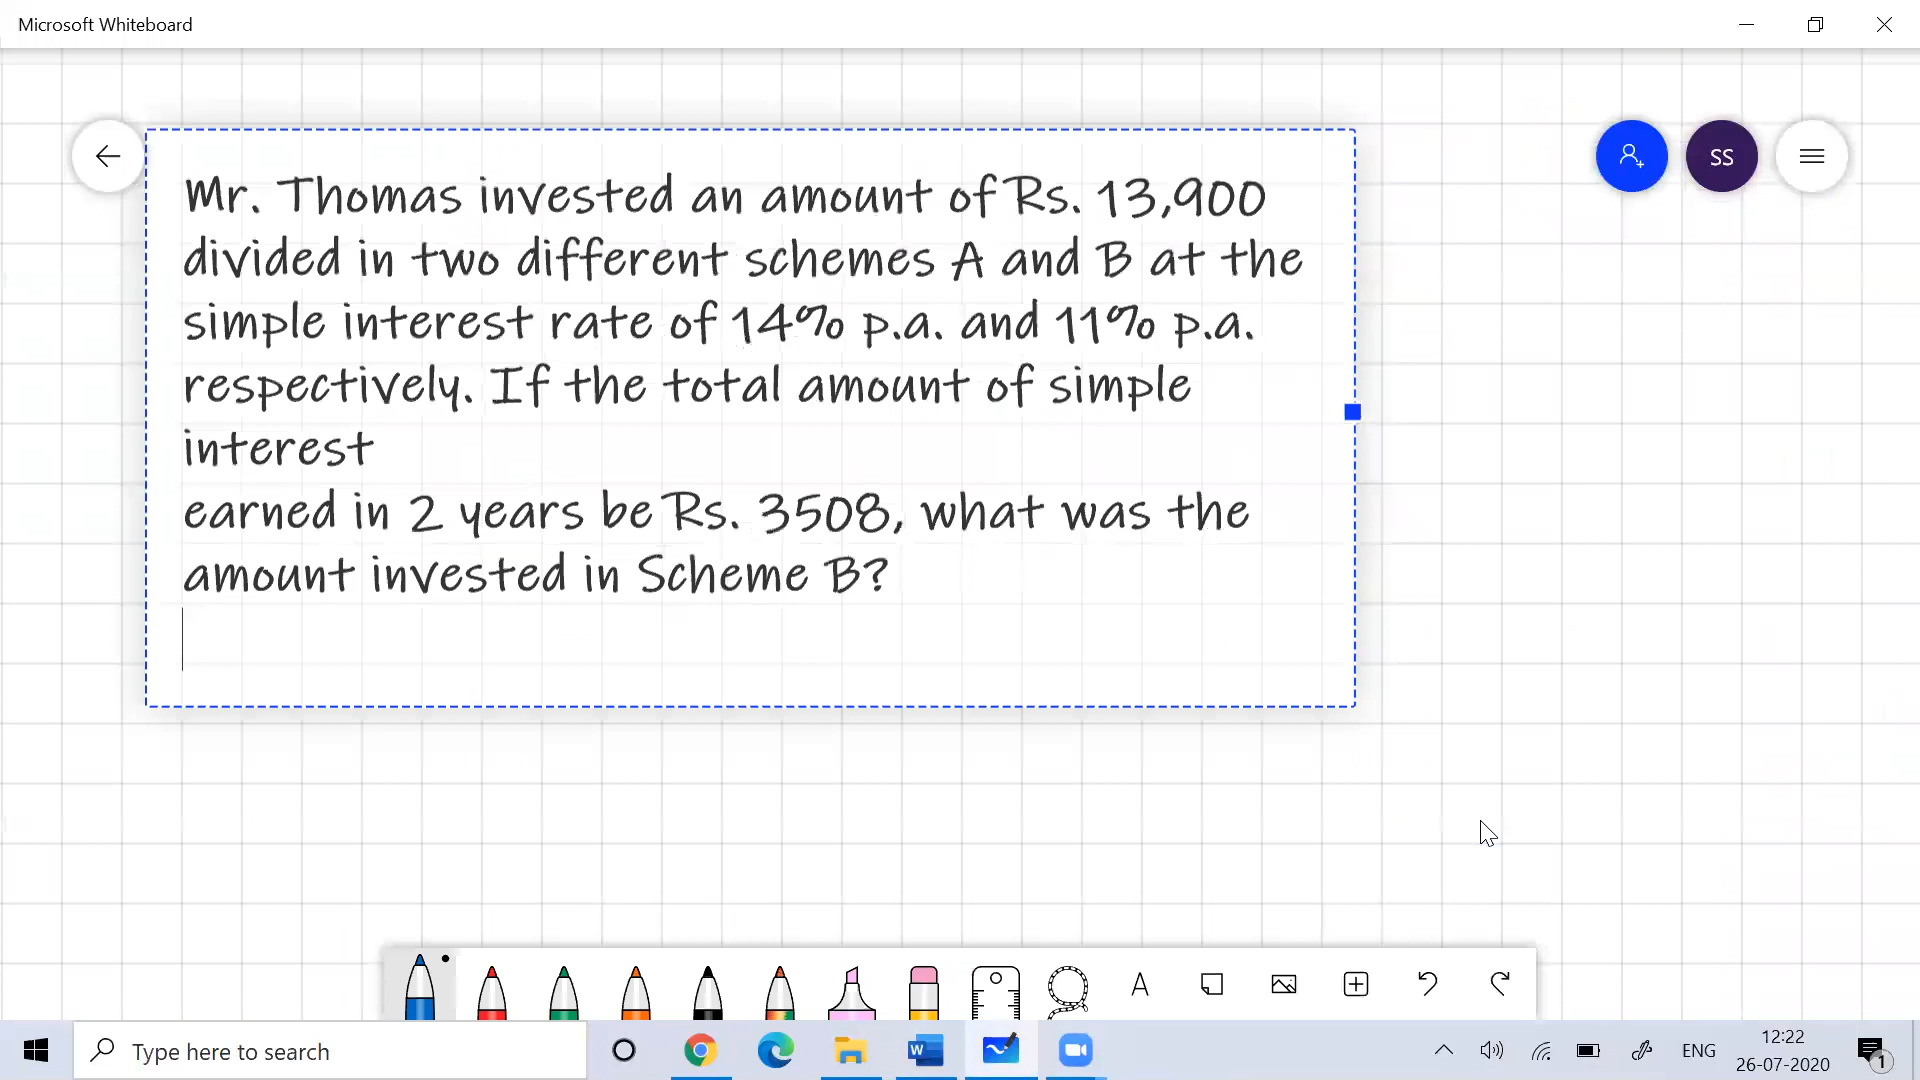 Microsoft Whiteboard
SS
Mr. Thomas invested an amount of Rs. 13,900
divided in two different schemes A and B at the
simple interest rate of 14% p.a. and 11% p.a.
respectively. If the total amount of simple
interest
earned in 2 years be Rs. 3508, what was the
amount invested in Scheme B?
A
Type here to search
W
ENG
12:22
26-07-2020
1